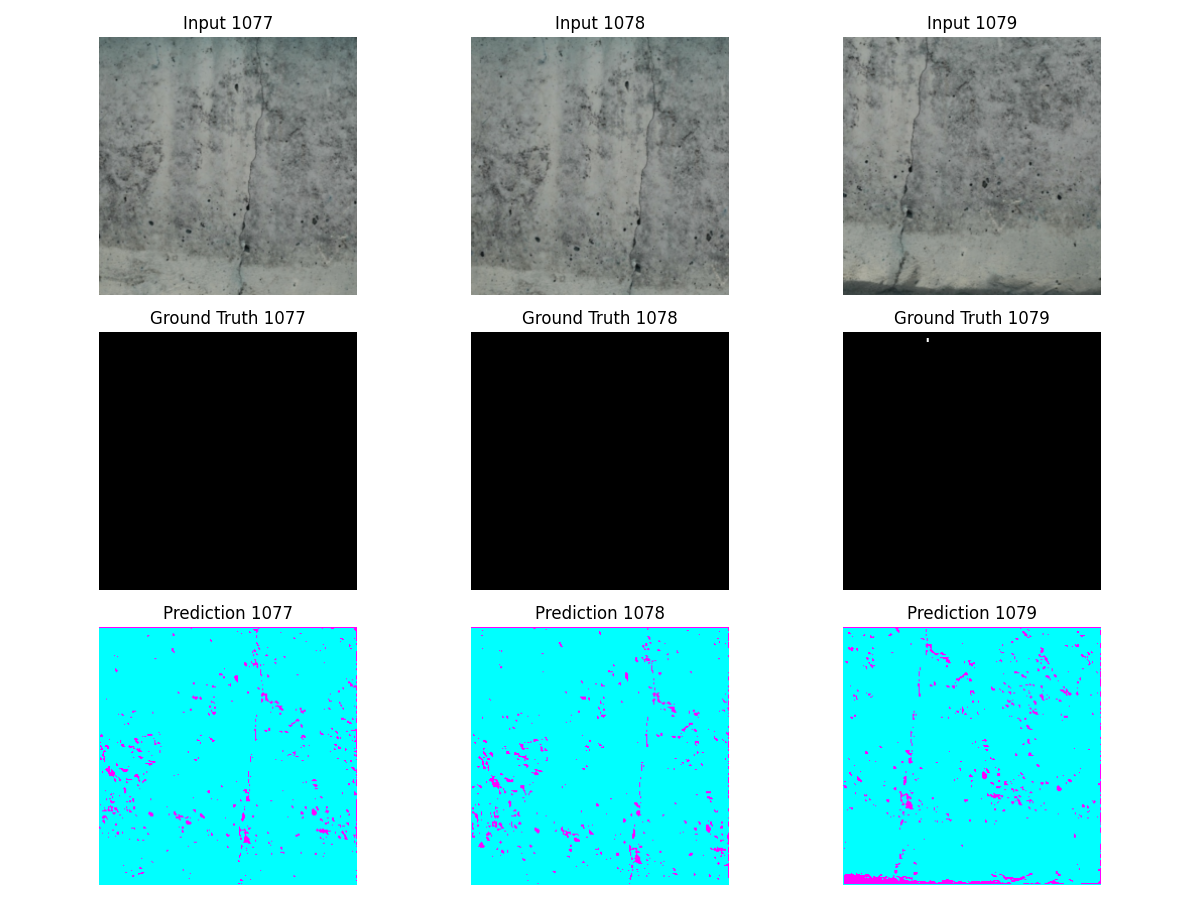 Input 1077
Input 1078
Input 1079
Ground Truth 1077
Ground Truth 1078
Ground Truth 1079
Prediction 1077
Prediction 1078
Prediction 1079